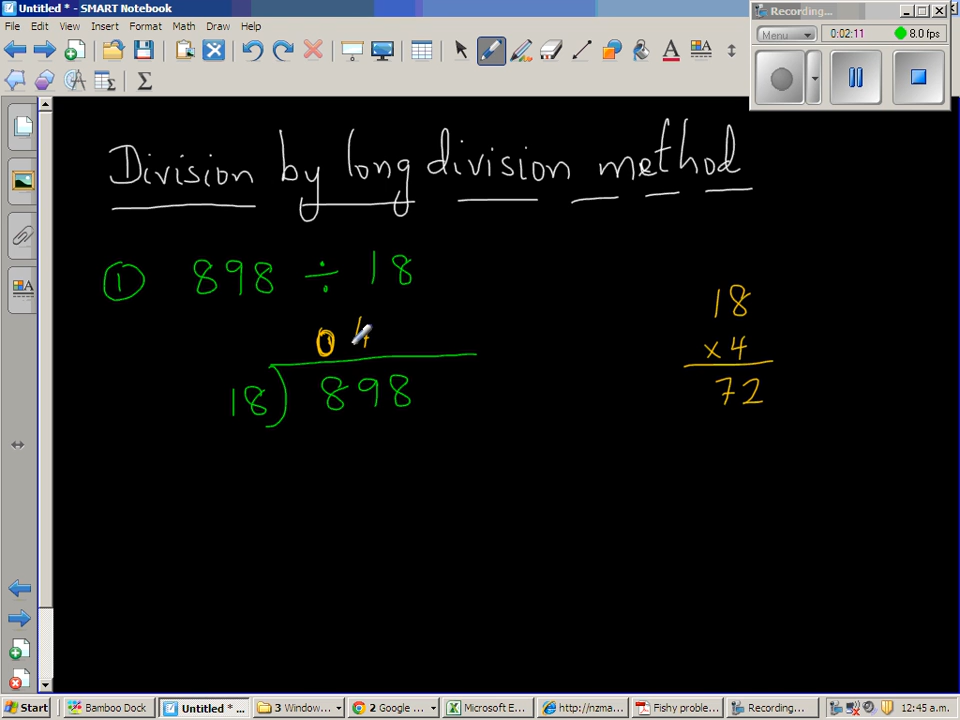 Untitled * - SMART Notebook
Recording...
File Edit View Insert Format Math Draw Help
Menu 0:02:11 8.0 fps
Division by long division method
① 898 ÷ 18
18
04
x 4
18) 898
72
Start Bamboo Dock Untitled * ... 3 Window... 2 Google ... Microsoft E... http://nzma... Fishy proble... Recording... 12:45 a.m.